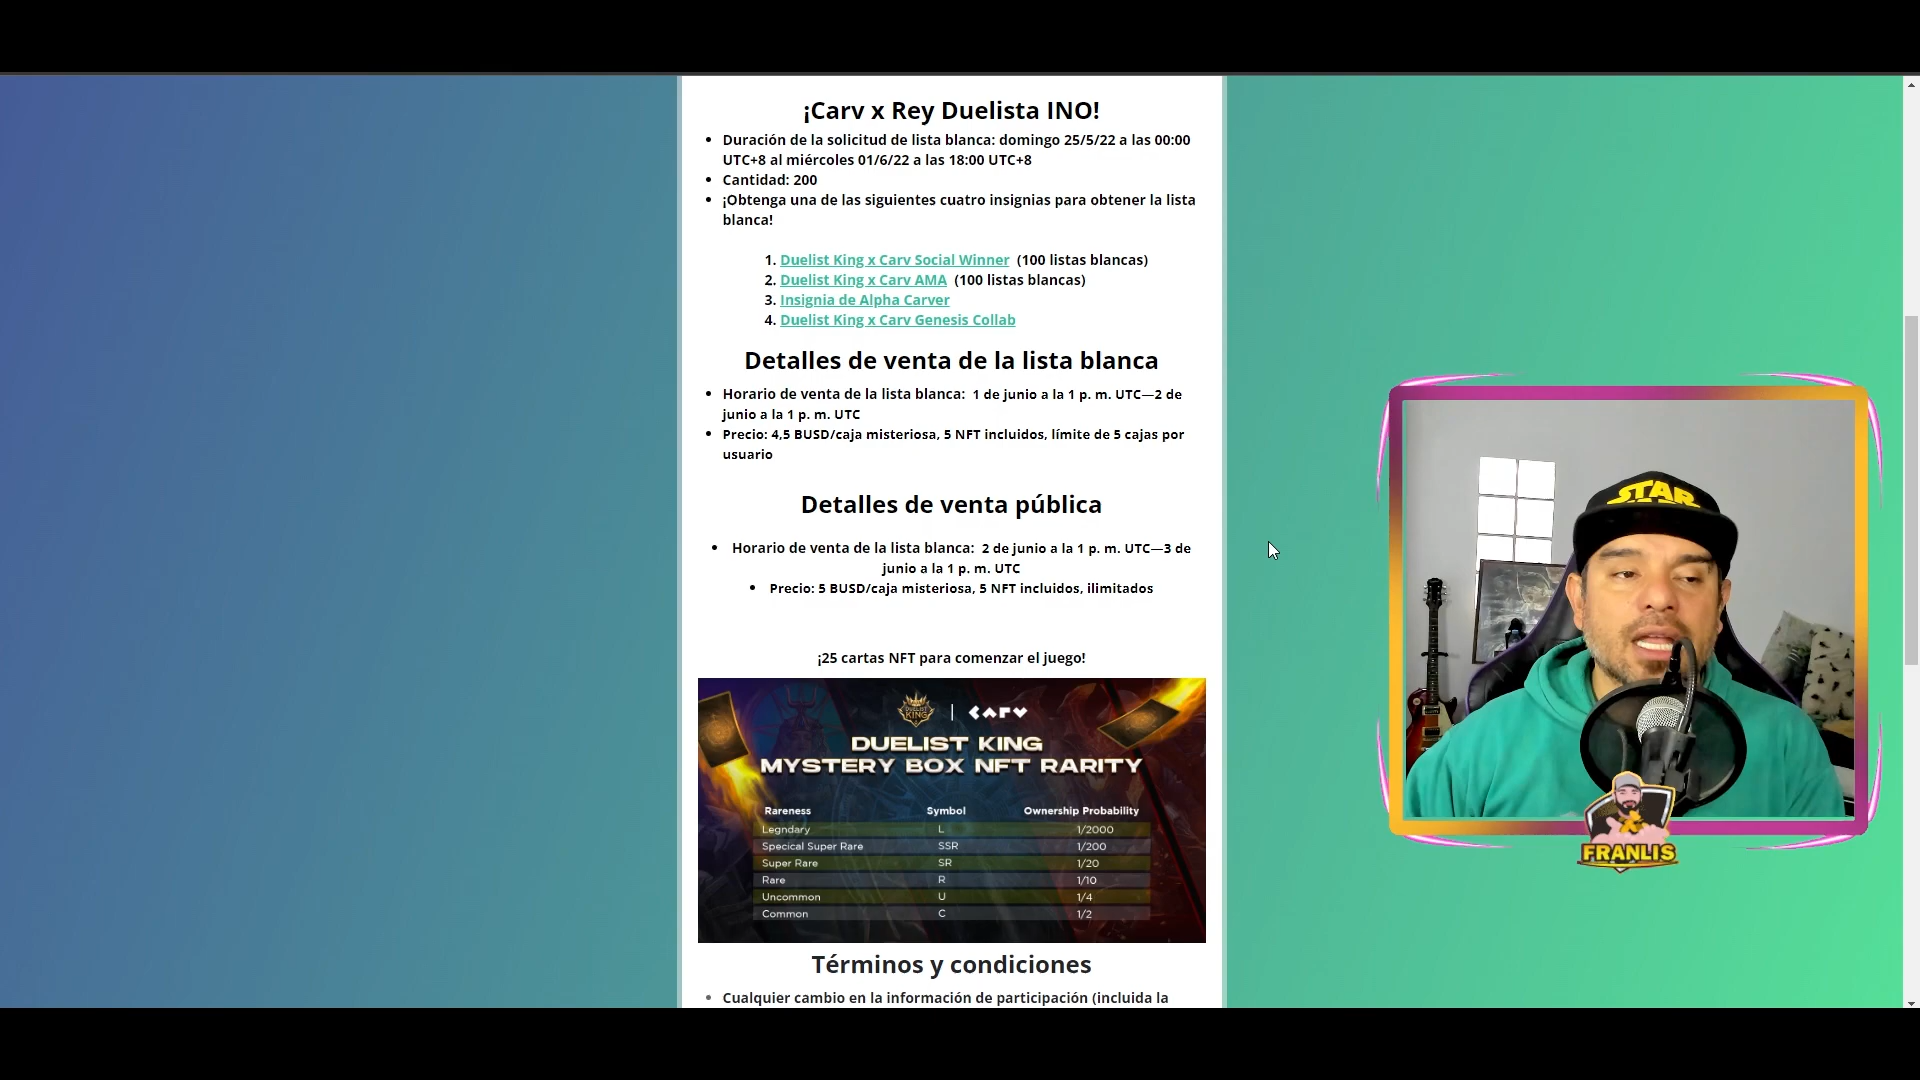 ¡Carv x Rey Duelista INO!
• Duración de la solicitud de lista blanca: domingo 25/5/22 a las 00:00
UTC+8 al miércoles 01/6/22 a las 18:00 UTC+8
• Cantidad: 200
• ¡Obtenga una de las siguientes cuatro insignias para obtener la lista
blanca!
1. Duelist King x Carv Social Winner (100 listas blancas)
2. Duelist King x Carv AMA (100 listas blancas)
3. Insignia de Alpha Carver
4. Duelist King x Carv Genesis Collab
Detalles de venta de la lista blanca
• Horario de venta de la lista blanca: 1 de junio a la 1 p. m. UTC—2 de
junio a la 1 p. m. UTC
• Precio: 4,5 BUSD/caja misteriosa, 5 NFT incluidos, límite de 5 cajas por
usuario
Detalles de venta pública
• Horario de venta de la lista blanca: 2 de junio a la 1 p. m. UTC—3 de
junio a la 1 p. m. UTC
• Precio: 5 BUSD/caja misteriosa, 5 NFT incluidos, ilimitados
¡25 cartas NFT para comenzar el juego!
DUELIST KING | CARV
DUELIST KING
MYSTERY BOX NFT RARITY
Rareness Symbol Ownership Probability
Legndary L 1/2000
Specical Super Rare SSR 1/200
Super Rare SR 1/20
Rare R 1/10
Uncommon U 1/4
Common C 1/2
Términos y condiciones
• Cualquier cambio en la información de participación (incluida la
STAR
FRANLIS